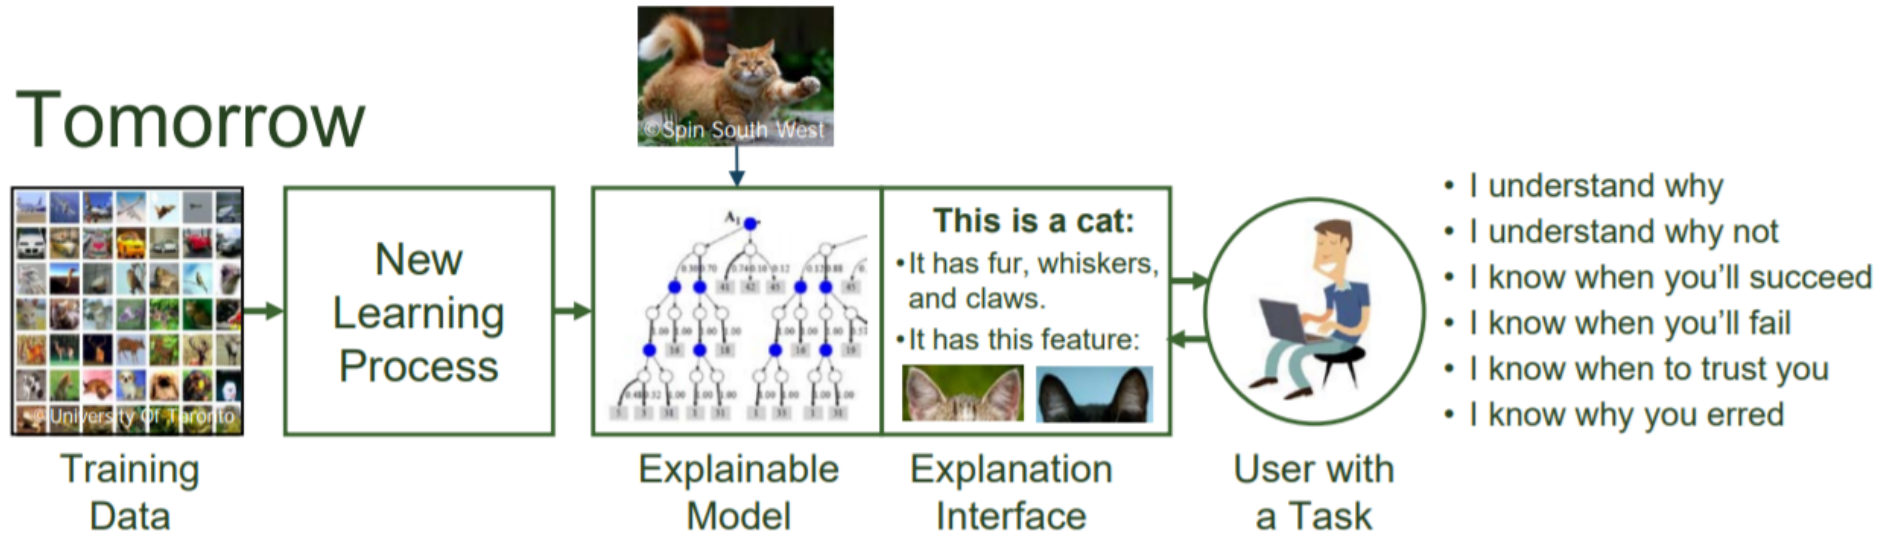 Tomorrow
©Spin South West
© University Of Toronto
New
Learning
Process
A1
This is a cat:
•It has fur, whiskers,
and claws.
•It has this feature:
• I understand why
• I understand why not
• I know when you'll succeed
• I know when you'll fail
• I know when to trust you
• I know why you erred
Training
Data
Explainable
Model
Explanation
Interface
User with
a Task